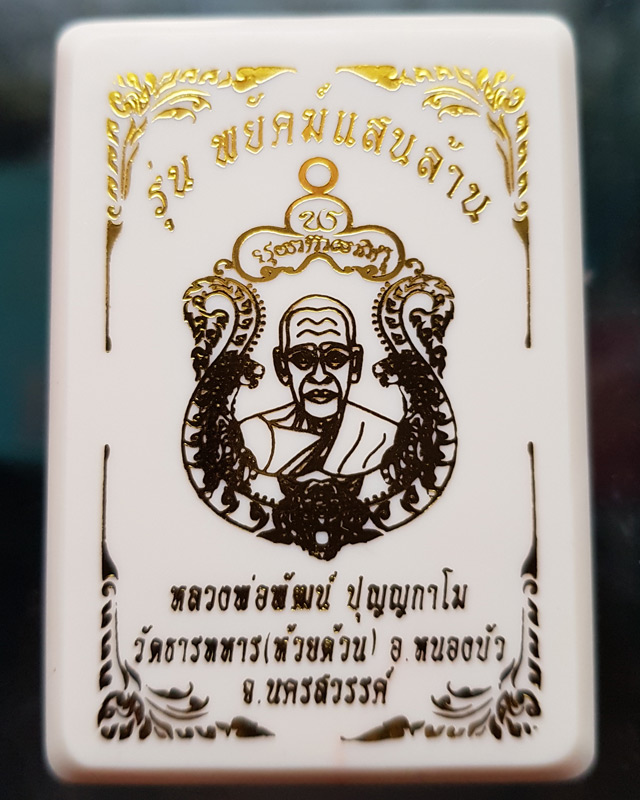 รุ่น พยัคฆ์แสนล้าน
หลวงพ่อพัฒน์ ปุญญกาโม
วัดธารทหาร(ห้วยด้วน) อ.หนองบัว
จ.นครสวรรค์